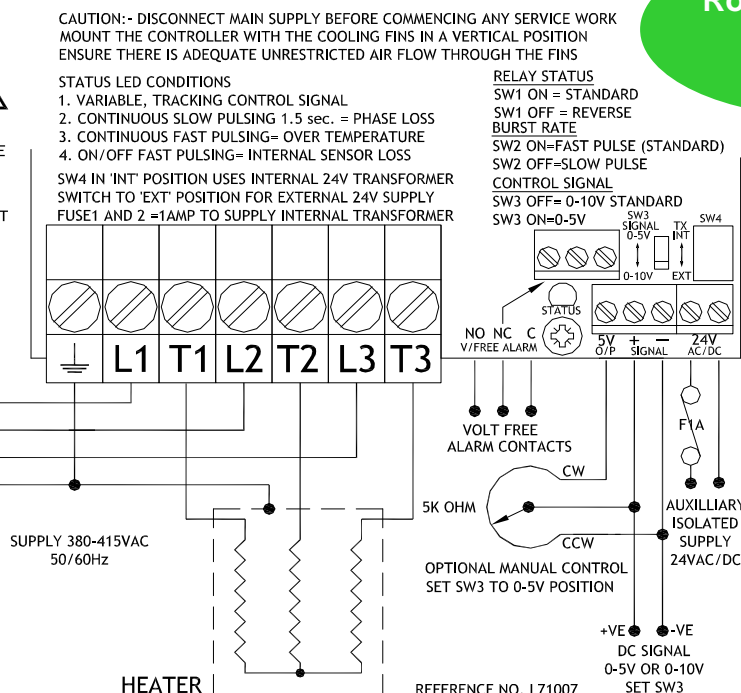 Ro
CAUTION:- DISCONNECT MAIN SUPPLY BEFORE COMMENCING ANY SERVICE WORK
MOUNT THE CONTROLLER WITH THE COOLING FINS IN A VERTICAL POSITION
ENSURE THERE IS ADEQUATE UNRESTRICTED AIR FLOW THROUGH THE FINS
STATUS LED CONDITIONS
1. VARIABLE, TRACKING CONTROL SIGNAL
2. CONTINUOUS SLOW PULSING 1.5 sec. = PHASE LOSS
3. CONTINUOUS FAST PULSING= OVER TEMPERATURE
4. ON/OFF FAST PULSING= INTERNAL SENSOR LOSS
SW4 IN 'INT' POSITION USES INTERNAL 24V TRANSFORMER
SWITCH TO 'EXT' POSITION FOR EXTERNAL 24V SUPPLY
FUSE1 AND 2 =1AMP TO SUPPLY INTERNAL TRANSFORMER
E
T
RELAY STATUS
SW1 ON = STANDARD
SW1 OFF = REVERSE
BURST RATE
SW2 ON=FAST PULSE (STANDARD)
SW2 OFF=SLOW PULSE
CONTROL SIGNAL
SW3 OFF= 0-10V STANDARD
SW3 ON=0-5V
SW3
SIGNAL
0-5V
0-10V
TX
INT
EXT
SW4
STATUS
L1 T1 L2 T2 L3 T3
NO NC C
V/FREE ALARM
5V
O/P
+ −
SIGNAL
24V
AC/DC
F1A
VOLT FREE
ALARM CONTACTS
CW
5K OHM
CCW
AUXILLIARY
ISOLATED
SUPPLY
24VAC/DC
SUPPLY 380-415VAC
50/60Hz
OPTIONAL MANUAL CONTROL
SET SW3 TO 0-5V POSITION
+VE
-VE
DC SIGNAL
0-5V OR 0-10V
SET SW3
HEATER
REFERENCE NO. L71007